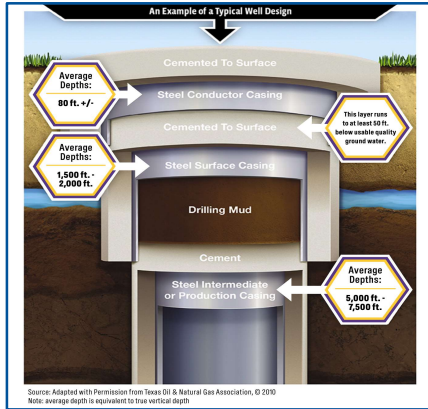 An Example of a Typical Well Design
Cemented To Surface
Average
Depths:
80 ft. +/-
Steel Conductor Casing
Cemented To Surface
This layer runs
to at least 50 ft.
below usable quality
ground water.
Average
Depths:
1,500 ft. -
2,000 ft.
Steel Surface Casing
Drilling Mud
Cement
Steel Intermediate
or Production Casing
Average
Depths:
5,000 ft. -
7,500 ft.
Source: Adapted with Permission from Texas Oil & Natural Gas Association, © 2010
Note: average depth is equivalent to true vertical depth